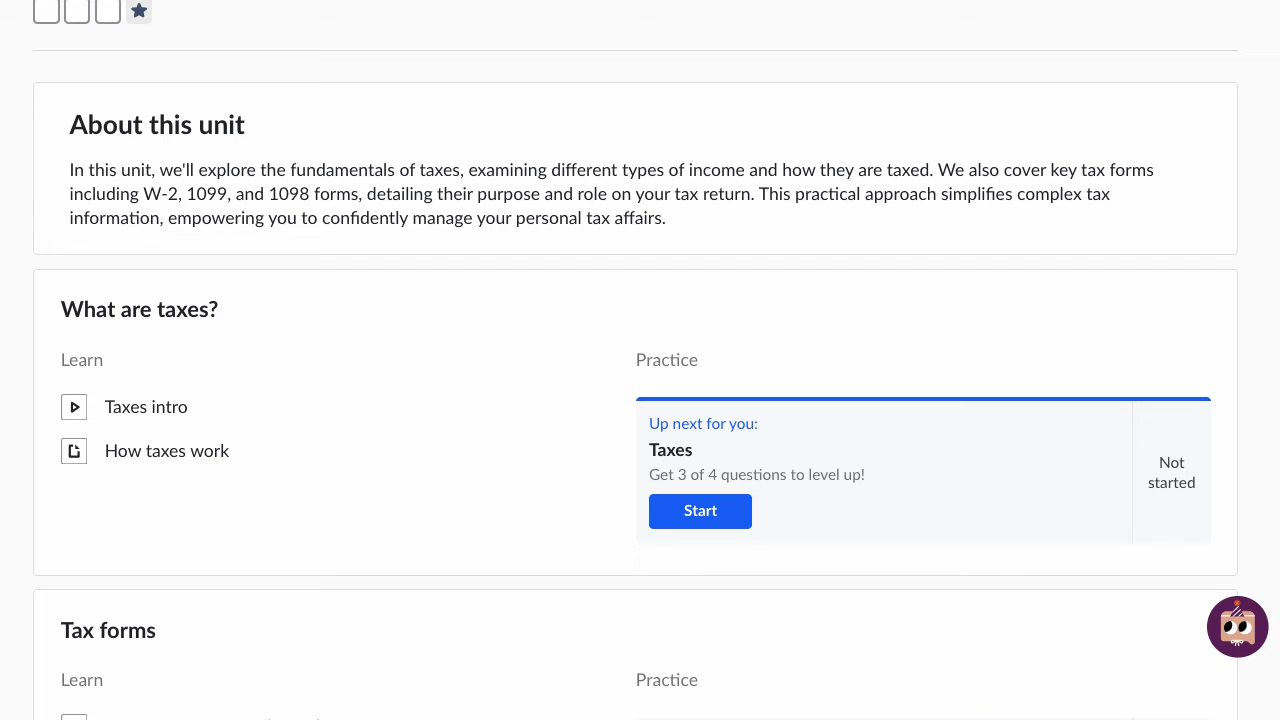 About this unit
In this unit, we'll explore the fundamentals of taxes, examining different types of income and how they are taxed. We also cover key tax forms
including W-2, 1099, and 1098 forms, detailing their purpose and role on your tax return. This practical approach simplifies complex tax
information, empowering you to confidently manage your personal tax affairs.
What are taxes?
Learn
Taxes intro
How taxes work
Practice
Up next for you:
Taxes
Get 3 of 4 questions to level up!
Start
Not
started
Tax forms
Learn
Practice